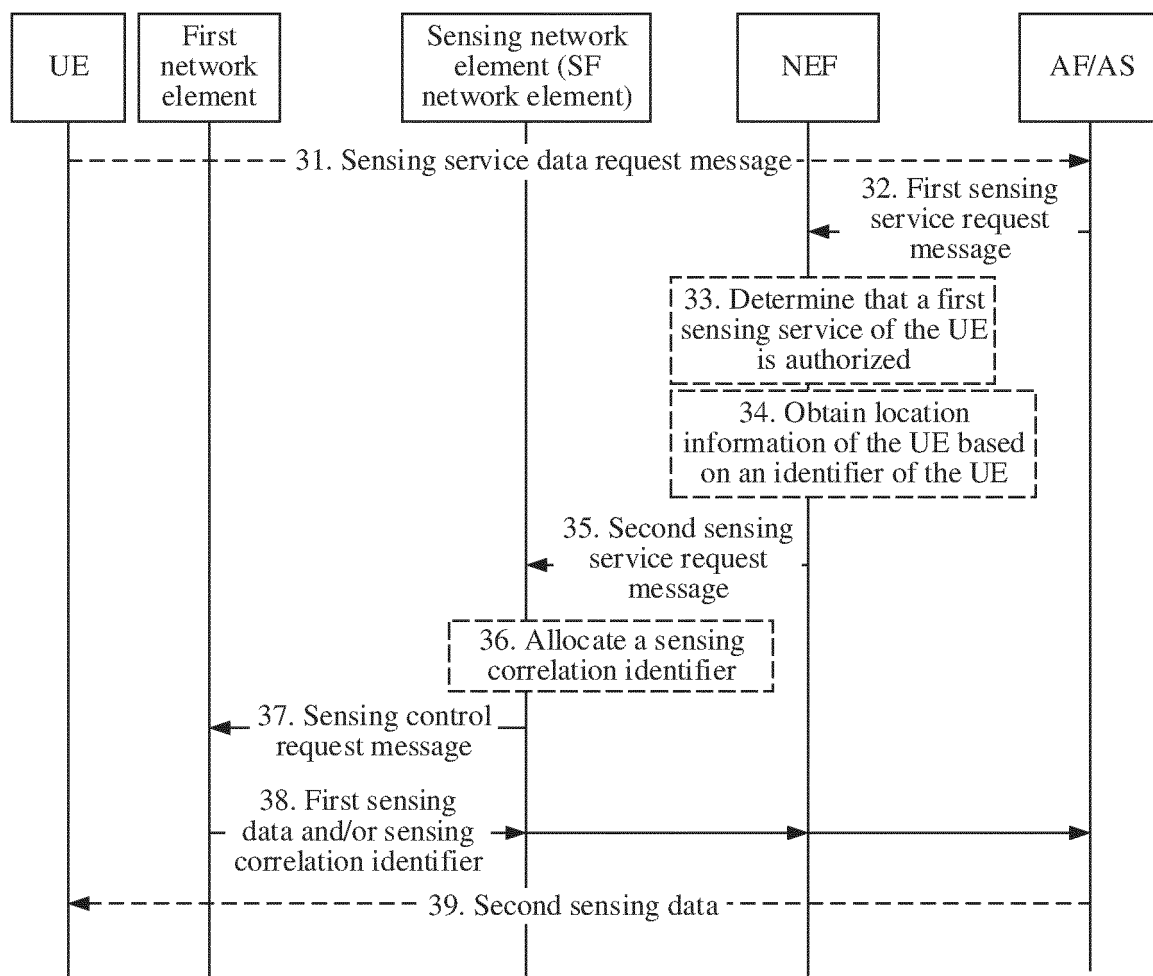 UE
First
network
element
Sensing network
element (SF
network element)
NEF
AF/AS
31. Sensing service data request message
32. First sensing
service request
message
33. Determine that a first
sensing service of the UE
is authorized
34. Obtain location
information of the UE based
on an identifier of the UE
35. Second sensing
service request
message
36. Allocate a sensing
correlation identifier
37. Sensing control
request message
38. First sensing
data and/or sensing
correlation identifier
39. Second sensing data